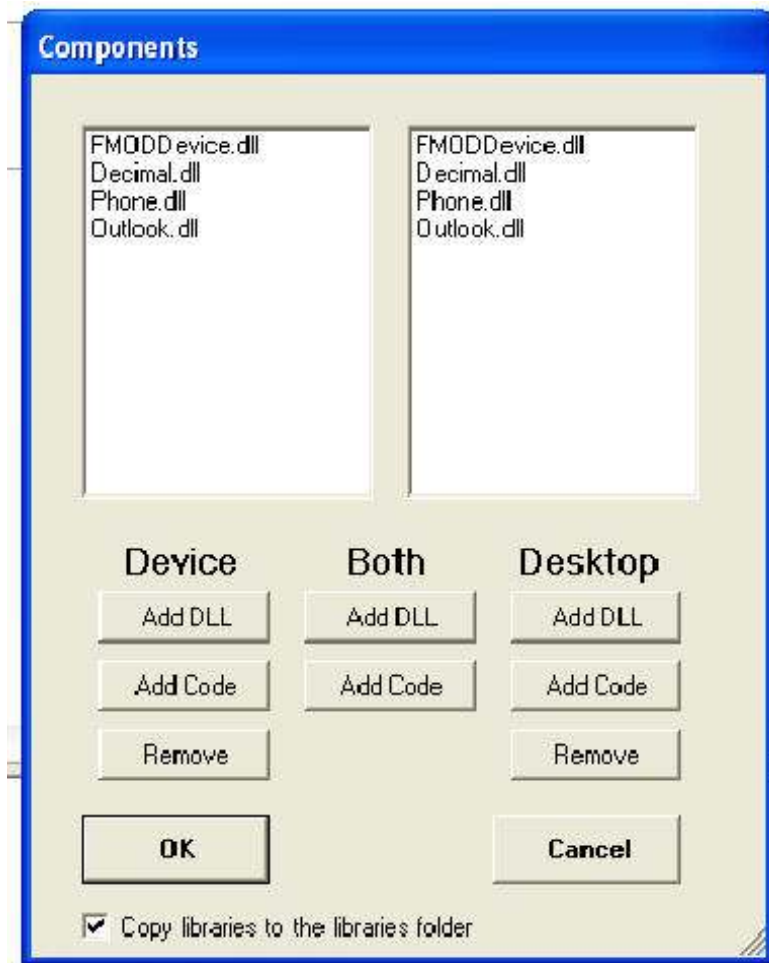 Components
FMODDevice.dll
Decimal.dll
Phone.dll
Outlook.dll
FMODDevice.dll
Decimal.dll
Phone.dll
Outlook.dll
Device Both Desktop
Add DLL Add DLL Add DLL
Add Code Add Code Add Code
Remove Remove
OK Cancel
Copy libraries to the libraries folder